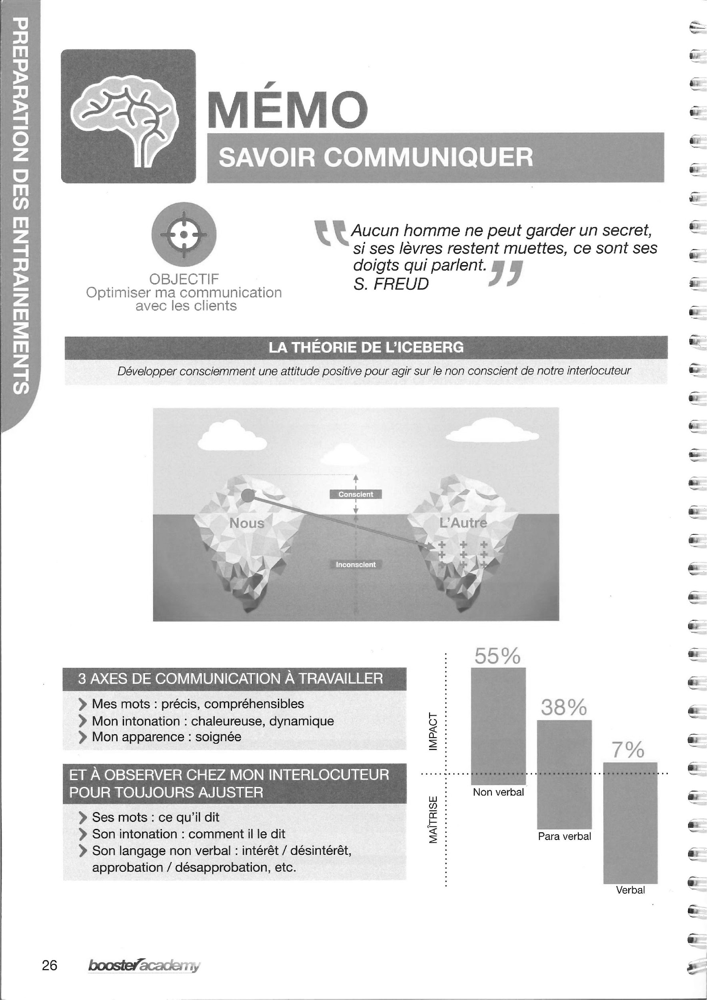 PREPARATION DES ENTRAINEMENTS
MÉMO
SAVOIR COMMUNIQUER
OBJECTIF
Optimiser ma communication
avec les clients
Aucun homme ne peut garder un secret,
si ses lèvres restent muettes, ce sont ses
doigts qui parlent.
S. FREUD
LA THÉORIE DE L'ICEBERG
Développer consciemment une attitude positive pour agir sur le non conscient de notre interlocuteur
Conscient
Nous
L'Autre
+ + +
+ + +
+ + +
Inconscient
3 AXES DE COMMUNICATION À TRAVAILLER
❯ Mes mots : précis, compréhensibles
❯ Mon intonation : chaleureuse, dynamique
❯ Mon apparence : soignée
ET À OBSERVER CHEZ MON INTERLOCUTEUR
POUR TOUJOURS AJUSTER
❯ Ses mots : ce qu'il dit
❯ Son intonation : comment il le dit
❯ Son langage non verbal : intérêt / désintérêt,
approbation / désapprobation, etc.
55%
38%
7%
IMPACT
MAÎTRISE
Non verbal
Para verbal
Verbal
26
boosteracademy